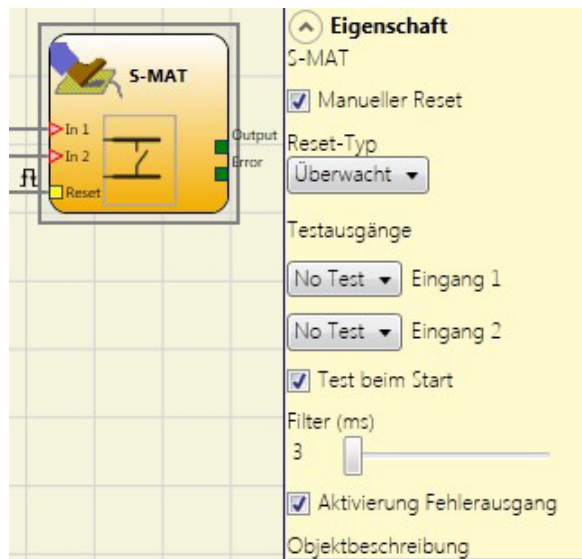 S-MAT
In 1
In 2
Reset
Output
Error
Eigenschaft
S-MAT
Manueller Reset
Reset-Typ
Überwacht
Testausgänge
No Test Eingang 1
No Test Eingang 2
Test beim Start
Filter (ms)
3
Aktivierung Fehlerausgang
Objektbeschreibung